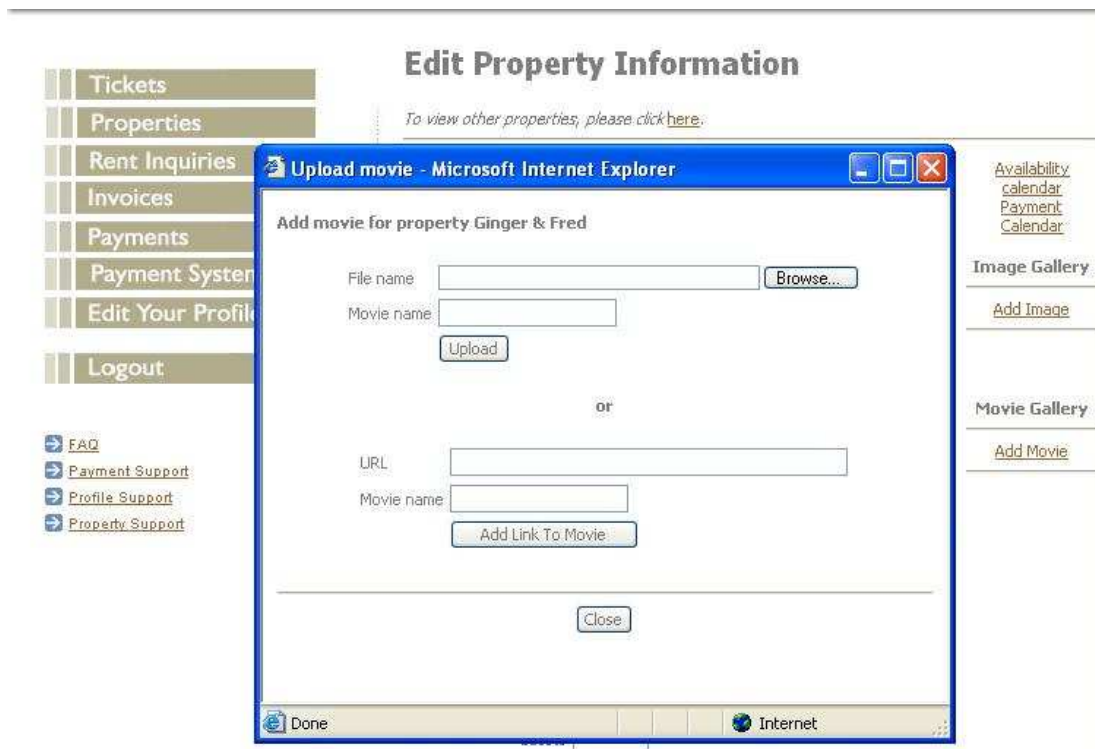 Edit Property Information
To view other properties, please click here.
Tickets
Properties
Rent Inquiries
Invoices
Payments
Payment System
Edit Your Profile
Logout
FAQ
Payment Support
Profile Support
Property Support
Upload movie - Microsoft Internet Explorer
Add movie for property Ginger & Fred
File name
Browse...
Movie name
Upload
or
URL
Movie name
Add Link To Movie
Close
Done
Internet
Availability
calendar
Payment
Calendar
Image Gallery
Add Image
Movie Gallery
Add Movie